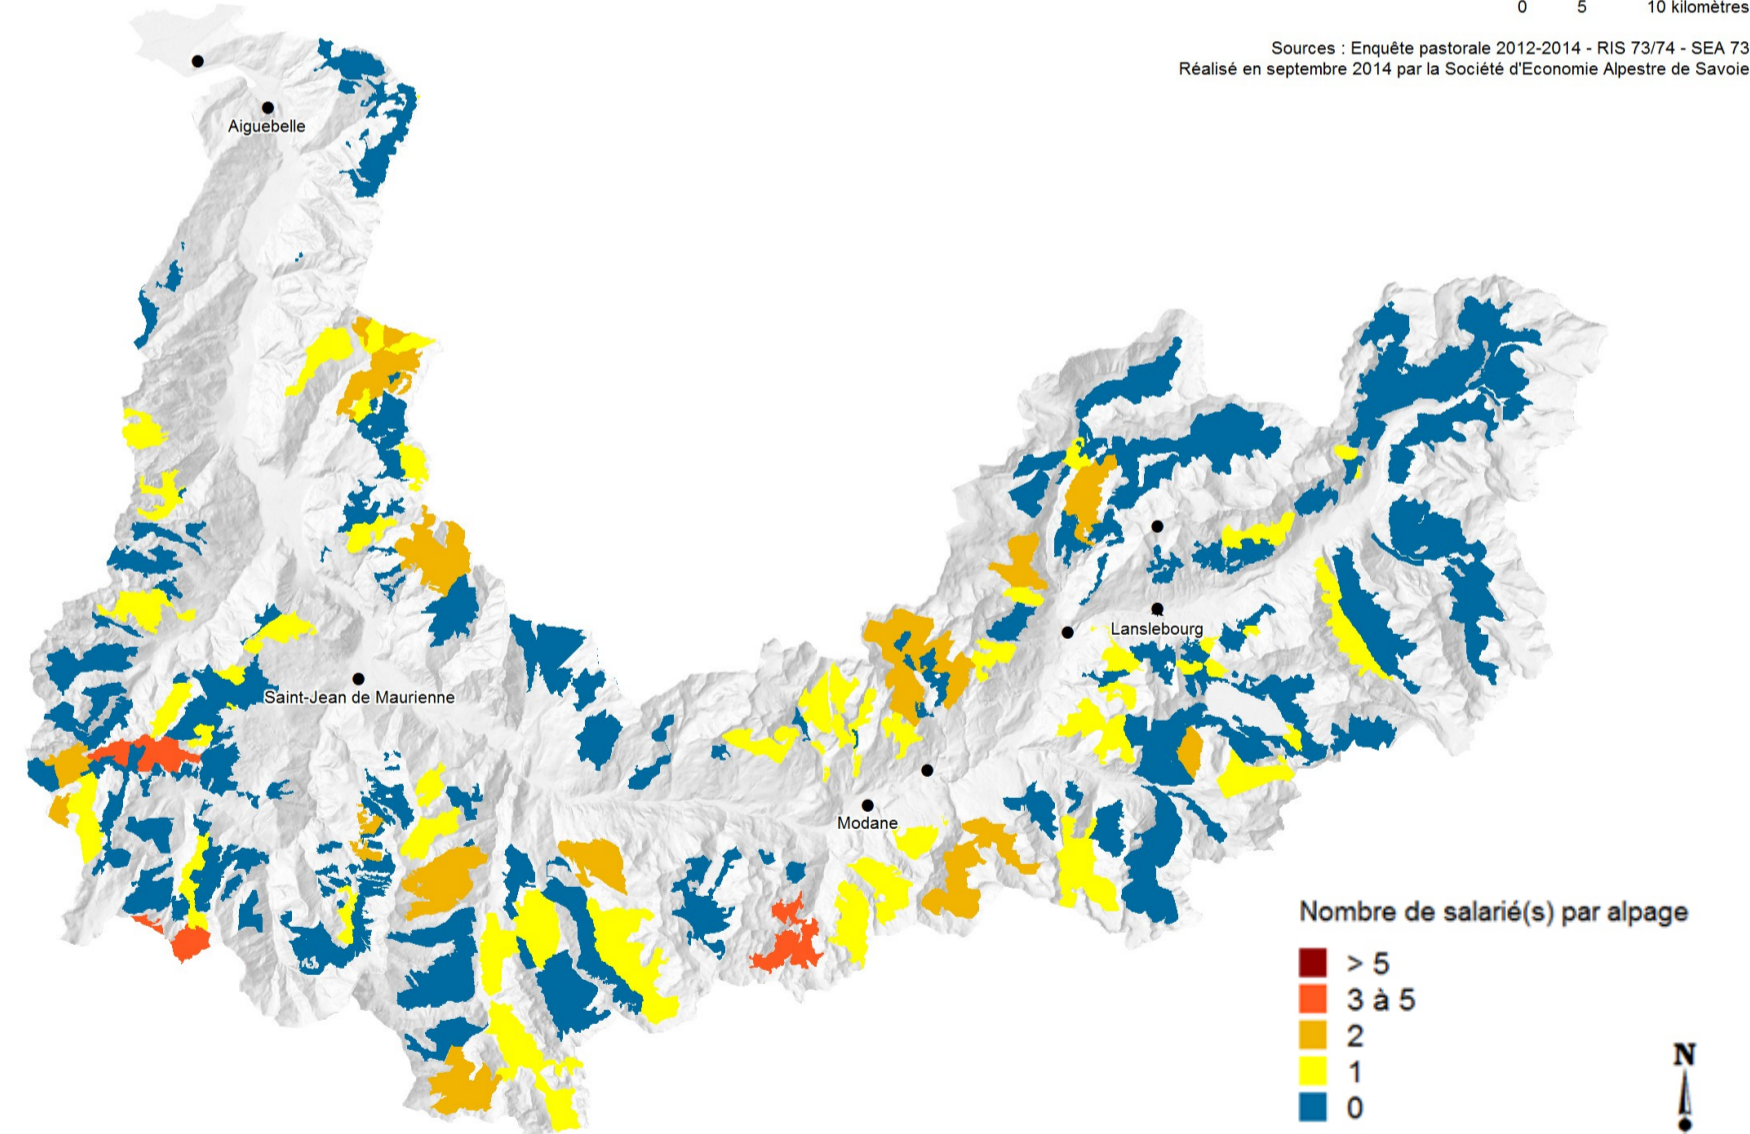 0 5 10 kilomètres
Sources : Enquête pastorale 2012-2014 - RIS 73/74 - SEA 73
Réalisé en septembre 2014 par la Société d'Economie Alpestre de Savoie
Aiguebelle
Lanslebourg
Saint-Jean de Maurienne
Modane
Nombre de salarié(s) par alpage
> 5
3 à 5
2
1
0
N